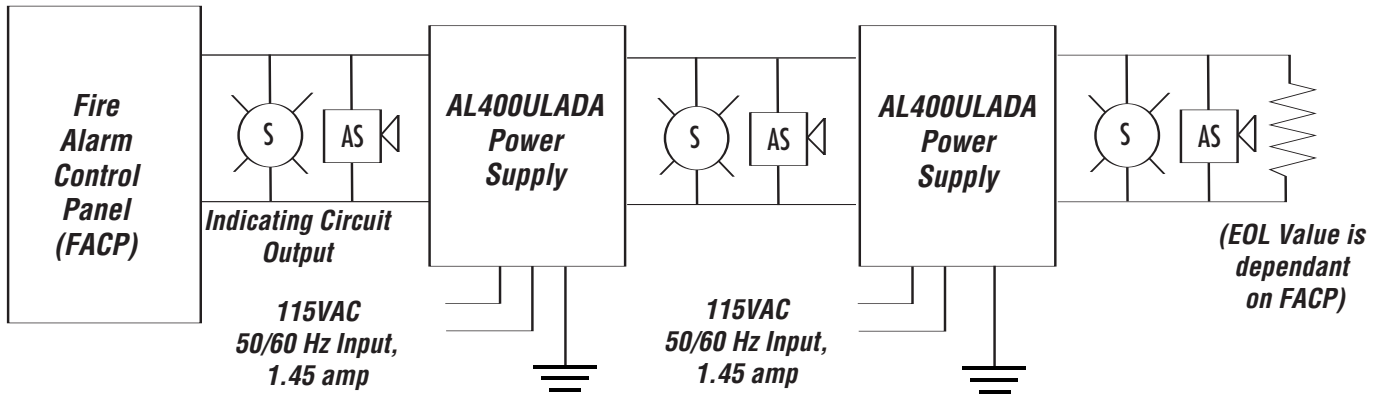 Fire
Alarm
Control
Panel
(FACP)
S
AS
Indicating Circuit
Output
AL400ULADA
Power
Supply
115VAC
50/60 Hz Input,
1.45 amp
S
AS
AL400ULADA
Power
Supply
115VAC
50/60 Hz Input,
1.45 amp
S
AS
(EOL Value is
dependant
on FACP)